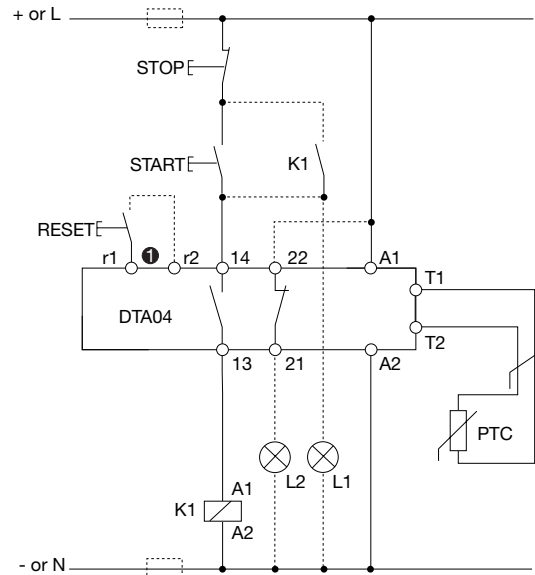 + or L
STOP
START
K1
RESET
r1
1
r2
14
22
A1
T1
DTA04
T2
13
21
A2
PTC
L2
L1
K1
A1
A2
- or N